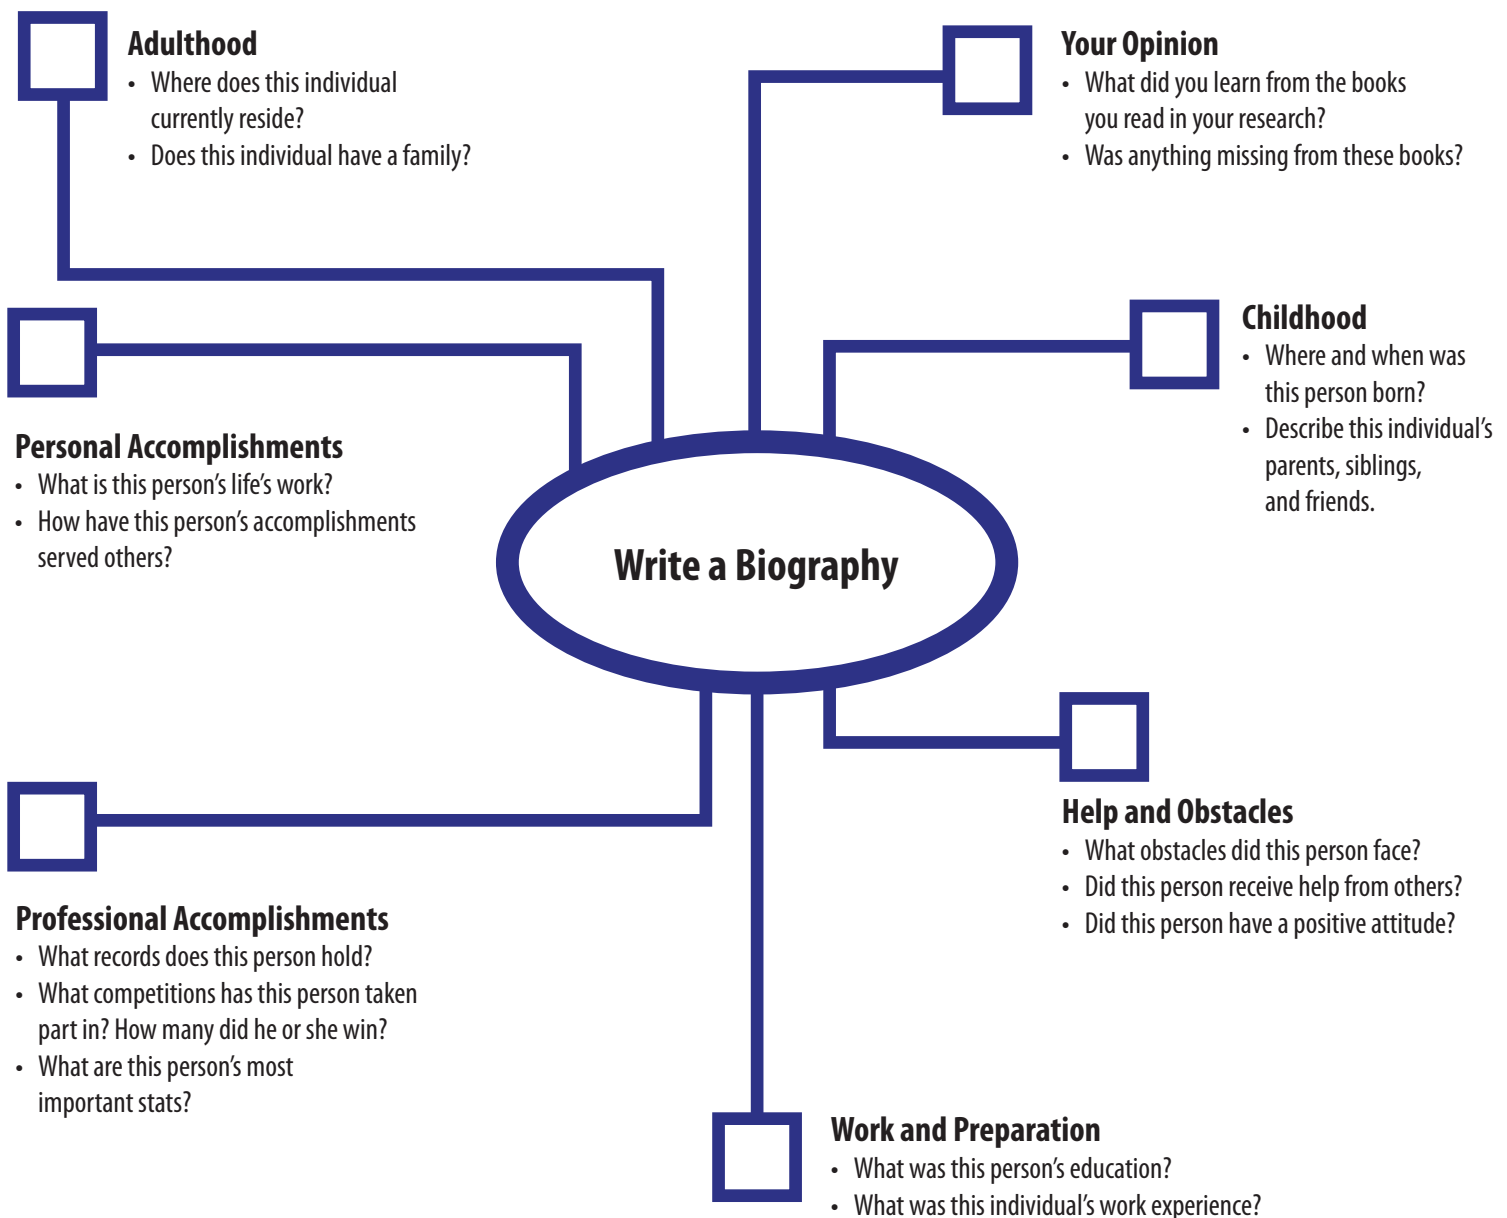 Adulthood
• Where does this individual
currently reside?
• Does this individual have a family?
Your Opinion
• What did you learn from the books
you read in your research?
• Was anything missing from these books?
Childhood
• Where and when was
this person born?
• Describe this individual’s
parents, siblings,
and friends.
Personal Accomplishments
• What is this person’s life’s work?
• How have this person’s accomplishments
served others?
Write a Biography
Help and Obstacles
• What obstacles did this person face?
• Did this person receive help from others?
• Did this person have a positive attitude?
Professional Accomplishments
• What records does this person hold?
• What competitions has this person taken
part in? How many did he or she win?
• What are this person’s most
important stats?
Work and Preparation
• What was this person’s education?
• What was this individual’s work experience?